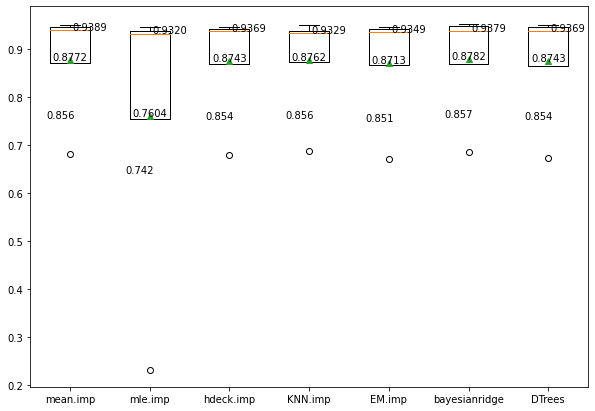 0.9389 0.9320 0.9369 0.9329 0.9349 0.9379 0.9369
0.9
0.8772 0.7604 0.8743 0.8762 0.8713 0.8782 0.8743
0.8
0.856 0.742 0.854 0.856 0.851 0.857 0.854
0.7
0.6
0.5
0.4
0.3
0.2
mean.imp mle.imp hdeck.imp KNN.imp EM.imp bayesianridge DTrees